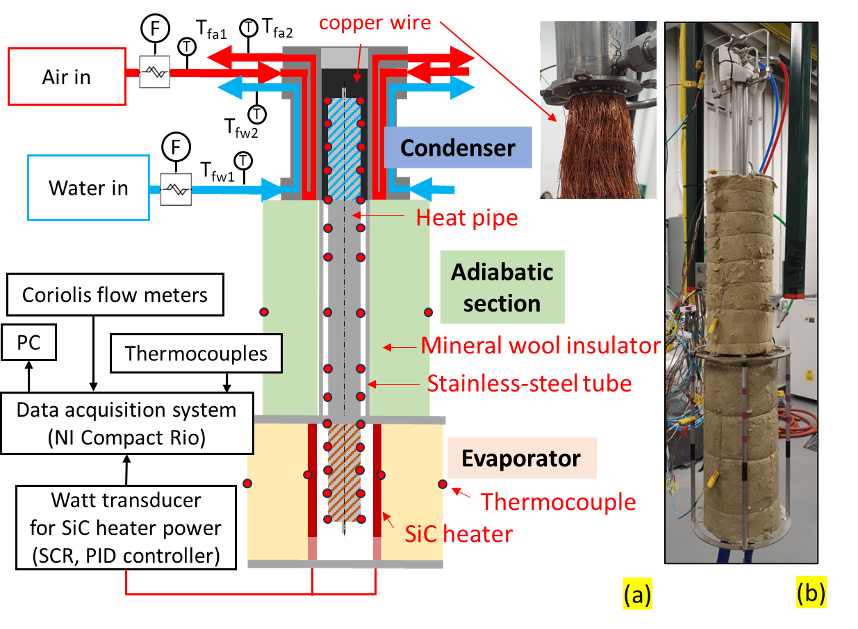 copper wire
F
T
Tfa1
T
Tfa2
Air in
T
Tfw2
F
T
Tfw1
Water in
Condenser
Heat pipe
Adiabatic
section
Coriolis flow meters
PC
Thermocouples
Mineral wool insulator
Stainless-steel tube
Data acquisition system
(NI Compact Rio)
Evaporator
Watt transducer
for SiC heater power
(SCR, PID controller)
Thermocouple
SiC heater
(a)
(b)